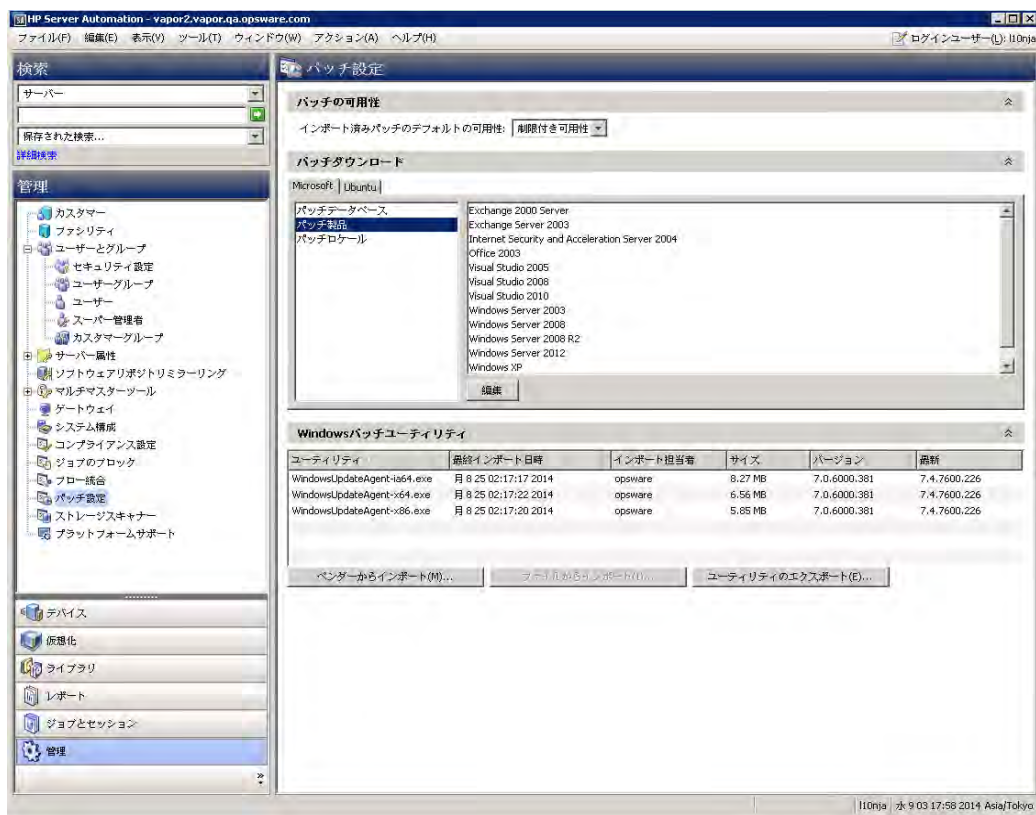 HP Server Automation - vapor2.vapor.qa.opsware.com
ファイル(F) 編集(E) 表示(V) ツール(T) ウィンドウ(W) アクション(A) ヘルプ(H)
ログインユーザー(L): l10nja
検索
サーバー
保存された検索...
詳細検索
管理
カスタマー
ファシリティ
ユーザーとグループ
セキュリティ設定
ユーザーグループ
ユーザー
スーパー管理者
カスタマーグループ
サーバー属性
ソフトウェアリポジトリミラーリング
マルチマスターツール
ゲートウェイ
システム構成
コンプライアンス設定
ジョブのブロック
フロー統合
パッチ設定
ストレージスキャナー
プラットフォームサポート
デバイス
仮想化
ライブラリ
レポート
ジョブとセッション
管理
パッチ設定
パッチの可用性
インポート済みパッチのデフォルトの可用性: 制限付き可用性
パッチダウンロード
Microsoft Ubuntu
パッチデータベース
パッチ製品
パッチロケール
Exchange 2000 Server
Exchange Server 2003
Internet Security and Acceleration Server 2004
Office 2003
Visual Studio 2005
Visual Studio 2008
Visual Studio 2010
Windows Server 2003
Windows Server 2008
Windows Server 2008 R2
Windows Server 2012
Windows XP
編集
Windowsパッチユーティリティ
ユーティリティ 最終インポート日時 インポート担当者 サイズ バージョン 最新
WindowsUpdateAgent-ia64.exe 月 8 25 02:17:17 2014 opsware 8.27 MB 7.0.6000.381 7.4.7600.226
WindowsUpdateAgent-x64.exe 月 8 25 02:17:22 2014 opsware 6.56 MB 7.0.6000.381 7.4.7600.226
WindowsUpdateAgent-x86.exe 月 8 25 02:17:20 2014 opsware 5.85 MB 7.0.6000.381 7.4.7600.226
ベンダーからインポート(M)... ファイルからインポート(I)... ユーティリティのエクスポート(E)...
l10nja 水 9 03 17:58 2014 Asia/Tokyo